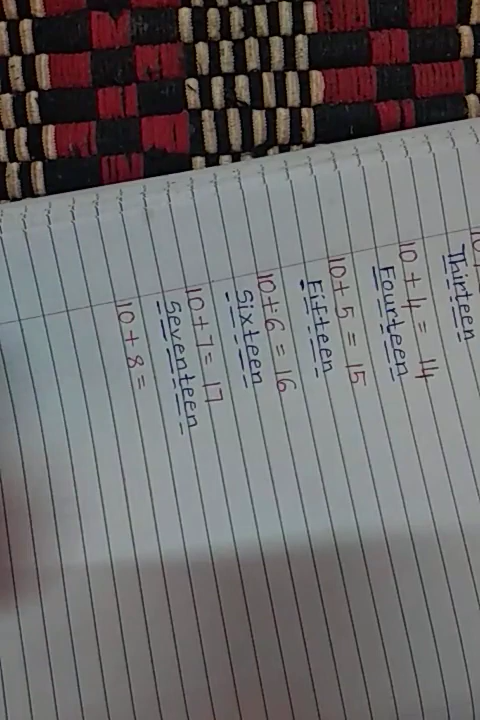 Thirteen
10 + 4 = 14
Fourteen
10 + 5 = 15
Fifteen
10 + 6 = 16
Sixteen
10 + 7 = 17
Seventeen
10 + 8 =